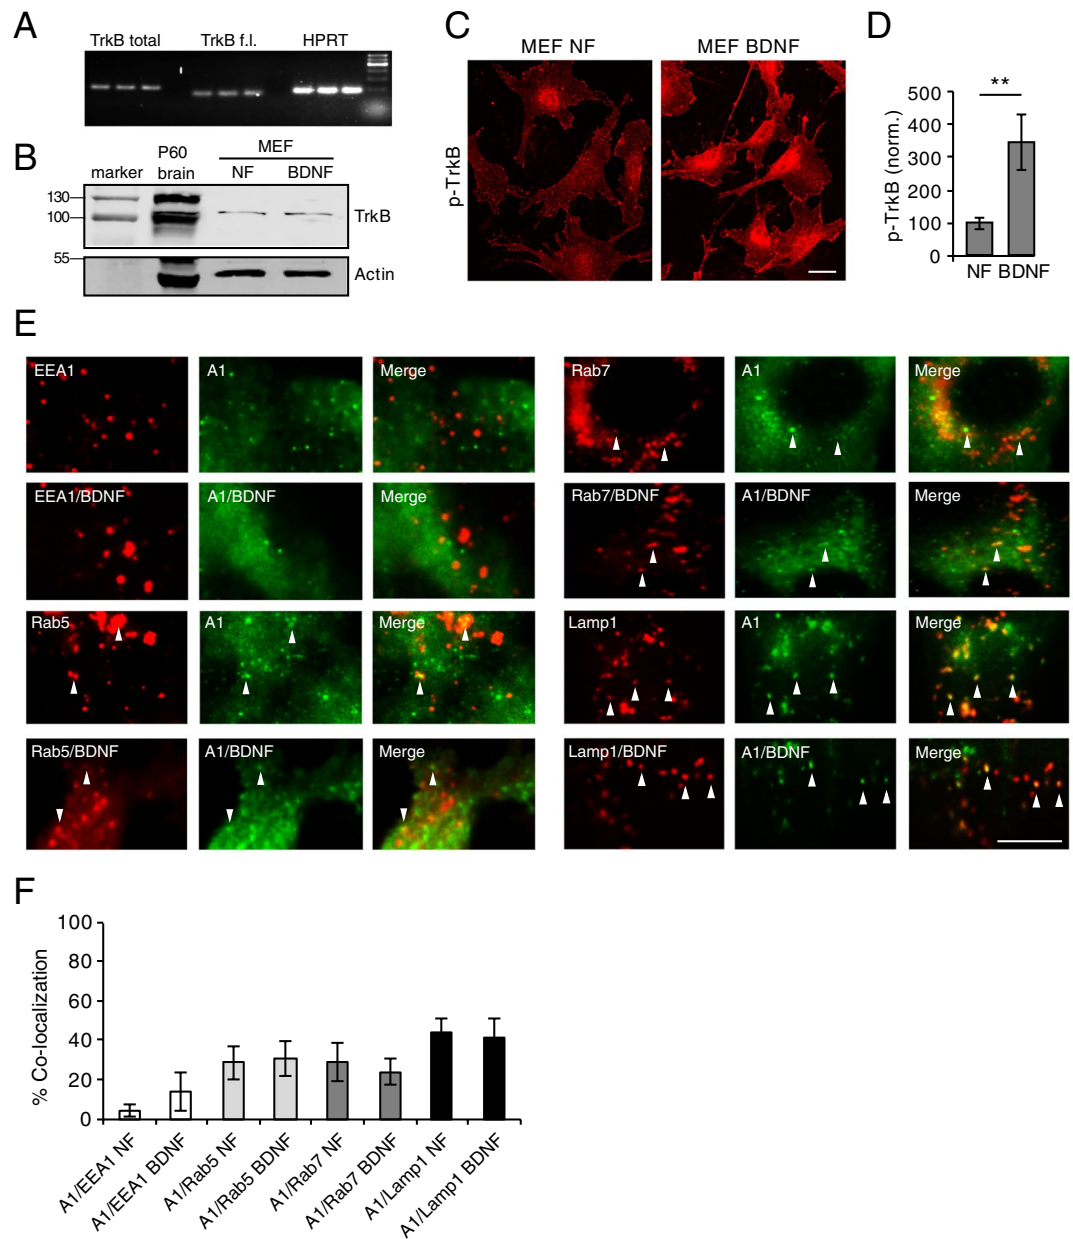 A
TrkB total
TrkB f.l.
HPRT
B
marker
P60
brain
MEF
NF
BDNF
130
100
TrkB
55
Actin
C
MEF NF
MEF BDNF
p-TrkB
D
**
p-TrkB (norm.)
500
400
300
200
100
0
NF BDNF
E
EEA1
A1
Merge
Rab7
A1
Merge
EEA1/BDNF
A1/BDNF
Merge
Rab7/BDNF
A1/BDNF
Merge
Rab5
A1
Merge
Lamp1
A1
Merge
Rab5/BDNF
A1/BDNF
Merge
Lamp1/BDNF
A1/BDNF
Merge
F
% Co-localization
100
80
60
40
20
0
A1/EEA1 NF
A1/EEA1 BDNF
A1/Rab5 NF
A1/Rab5 BDNF
A1/Rab7 NF
A1/Rab7 BDNF
A1/Lamp1 NF
A1/Lamp1 BDNF